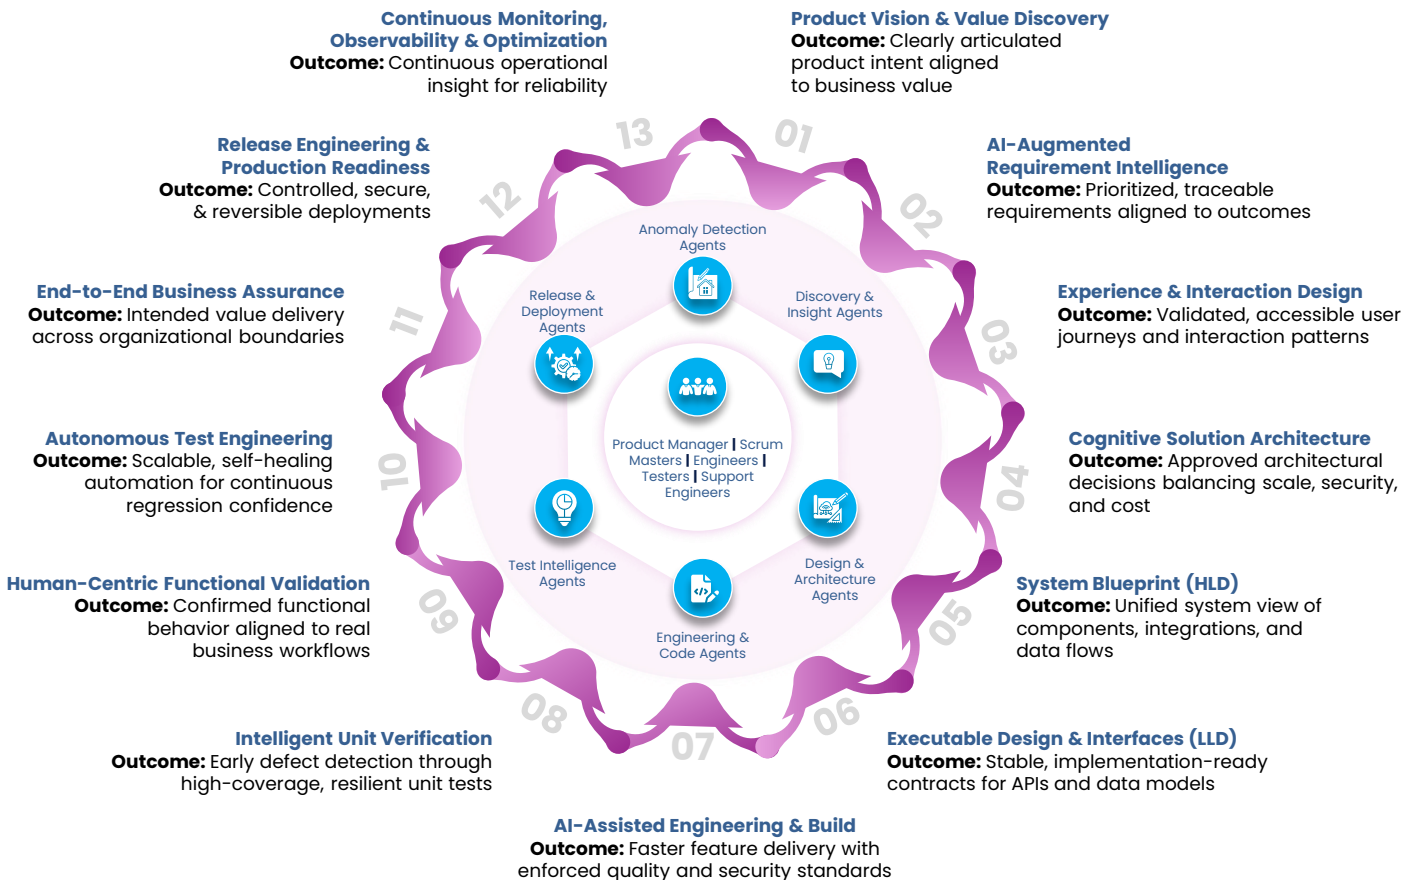 Continuous Monitoring,
Observability & Optimization
Outcome: Continuous operational
insight for reliability
Product Vision & Value Discovery
Outcome: Clearly articulated
product intent aligned
to business value
Release Engineering &
Production Readiness
Outcome: Controlled, secure,
& reversible deployments
AI-Augmented
Requirement Intelligence
Outcome: Prioritized, traceable
requirements aligned to outcomes
End-to-End Business Assurance
Outcome: Intended value delivery
across organizational boundaries
Experience & Interaction Design
Outcome: Validated, accessible user
journeys and interaction patterns
Autonomous Test Engineering
Outcome: Scalable, self-healing
automation for continuous
regression confidence
Cognitive Solution Architecture
Outcome: Approved architectural
decisions balancing scale, security,
and cost
Human-Centric Functional Validation
Outcome: Confirmed functional
behavior aligned to real
business workflows
System Blueprint (HLD)
Outcome: Unified system view of
components, integrations, and
data flows
Intelligent Unit Verification
Outcome: Early defect detection through
high-coverage, resilient unit tests
Executable Design & Interfaces (LLD)
Outcome: Stable, implementation-ready
contracts for APIs and data models
AI-Assisted Engineering & Build
Outcome: Faster feature delivery with
enforced quality and security standards
01
02
03
04
05
06
07
08
09
10
11
12
13
Anomaly Detection
Agents
Discovery &
Insight Agents
Design &
Architecture
Agents
Engineering &
Code Agents
Test Intelligence
Agents
Release &
Deployment
Agents
Product Manager | Scrum
Masters | Engineers |
Testers | Support
Engineers